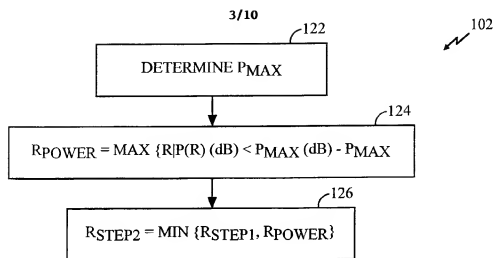 3/10
122
102
DETERMINE PMAX
124
RPOWER = MAX {R|P(R) (dB) < PMAX (dB) - PMAX
126
RSTEP2 = MIN {RSTEP1, RPOWER}